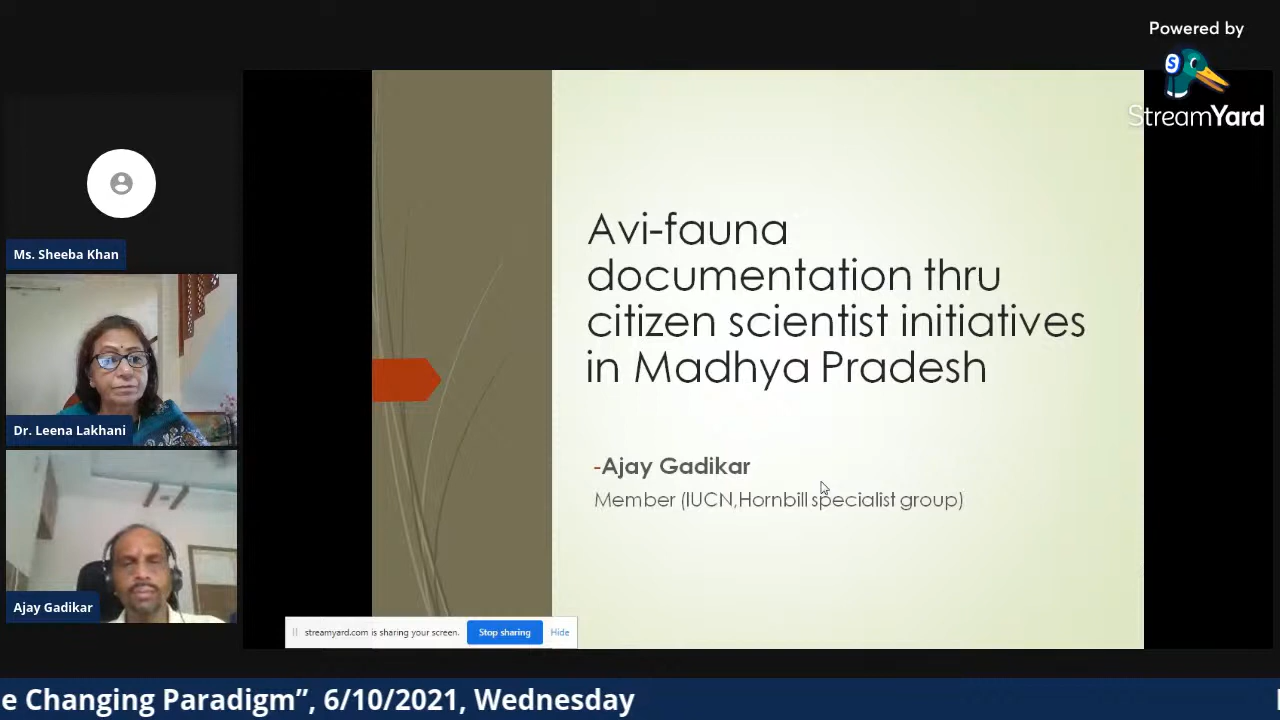 Powered by
S
StreamYard
Ms. Sheeba Khan
Dr. Leena Lakhani
Ajay Gadikar
Avi-fauna
documentation thru
citizen scientist initiatives
in Madhya Pradesh
-Ajay Gadikar
Member (IUCN,Hornbill specialist group)
streamyard.com is sharing your screen.
Stop sharing
Hide
e Changing Paradigm”, 6/10/2021, Wednesday